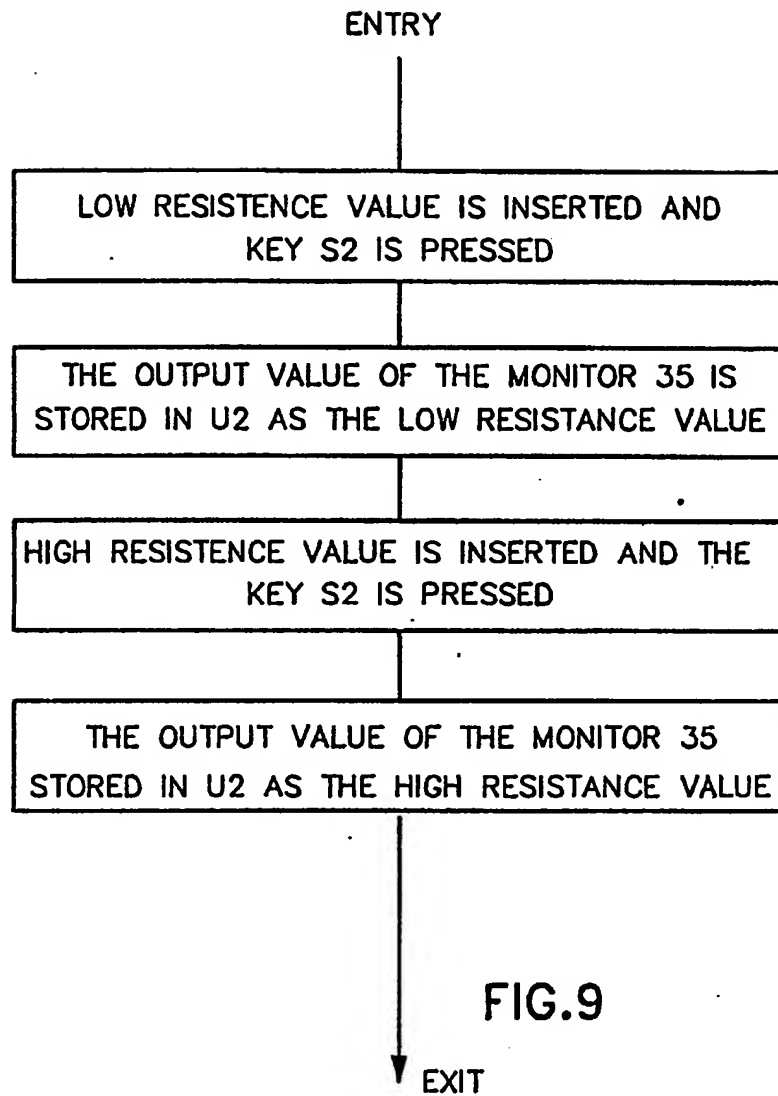 ENTRY
LOW RESISTENCE VALUE IS INSERTED AND
KEY S2 IS PRESSED
THE OUTPUT VALUE OF THE MONITOR 35 IS
STORED IN U2 AS THE LOW RESISTANCE VALUE
HIGH RESISTENCE VALUE IS INSERTED AND THE
KEY S2 IS PRESSED
THE OUTPUT VALUE OF THE MONITOR 35
STORED IN U2 AS THE HIGH RESISTANCE VALUE
FIG.9
EXIT